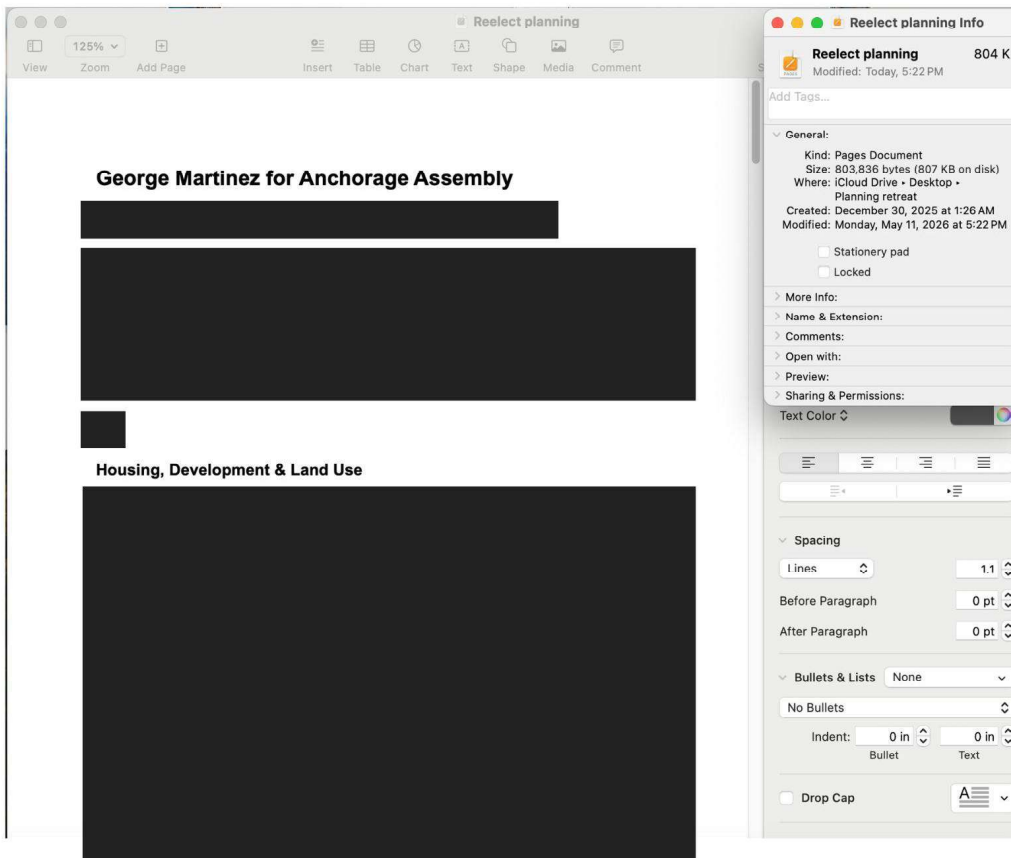 Reelect planning
125%
View
Zoom
Add Page
Insert
Table
Chart
Text
Shape
Media
Comment
S
George Martinez for Anchorage Assembly
Housing, Development & Land Use
Reelect planning Info
PAGES
Reelect planning
804 K
Modified: Today, 5:22 PM
Add Tags...
General:
Kind: Pages Document
Size: 803,836 bytes (807 KB on disk)
Where: iCloud Drive ▸ Desktop ▸
Planning retreat
Created: December 30, 2025 at 1:26 AM
Modified: Monday, May 11, 2026 at 5:22 PM
Stationery pad
Locked
More Info:
Name & Extension:
Comments:
Open with:
Preview:
Sharing & Permissions:
Text Color
Spacing
Lines 1.1
Before Paragraph 0 pt
After Paragraph 0 pt
Bullets & Lists None
No Bullets
Indent: 0 in 0 in
Bullet Text
Drop Cap A